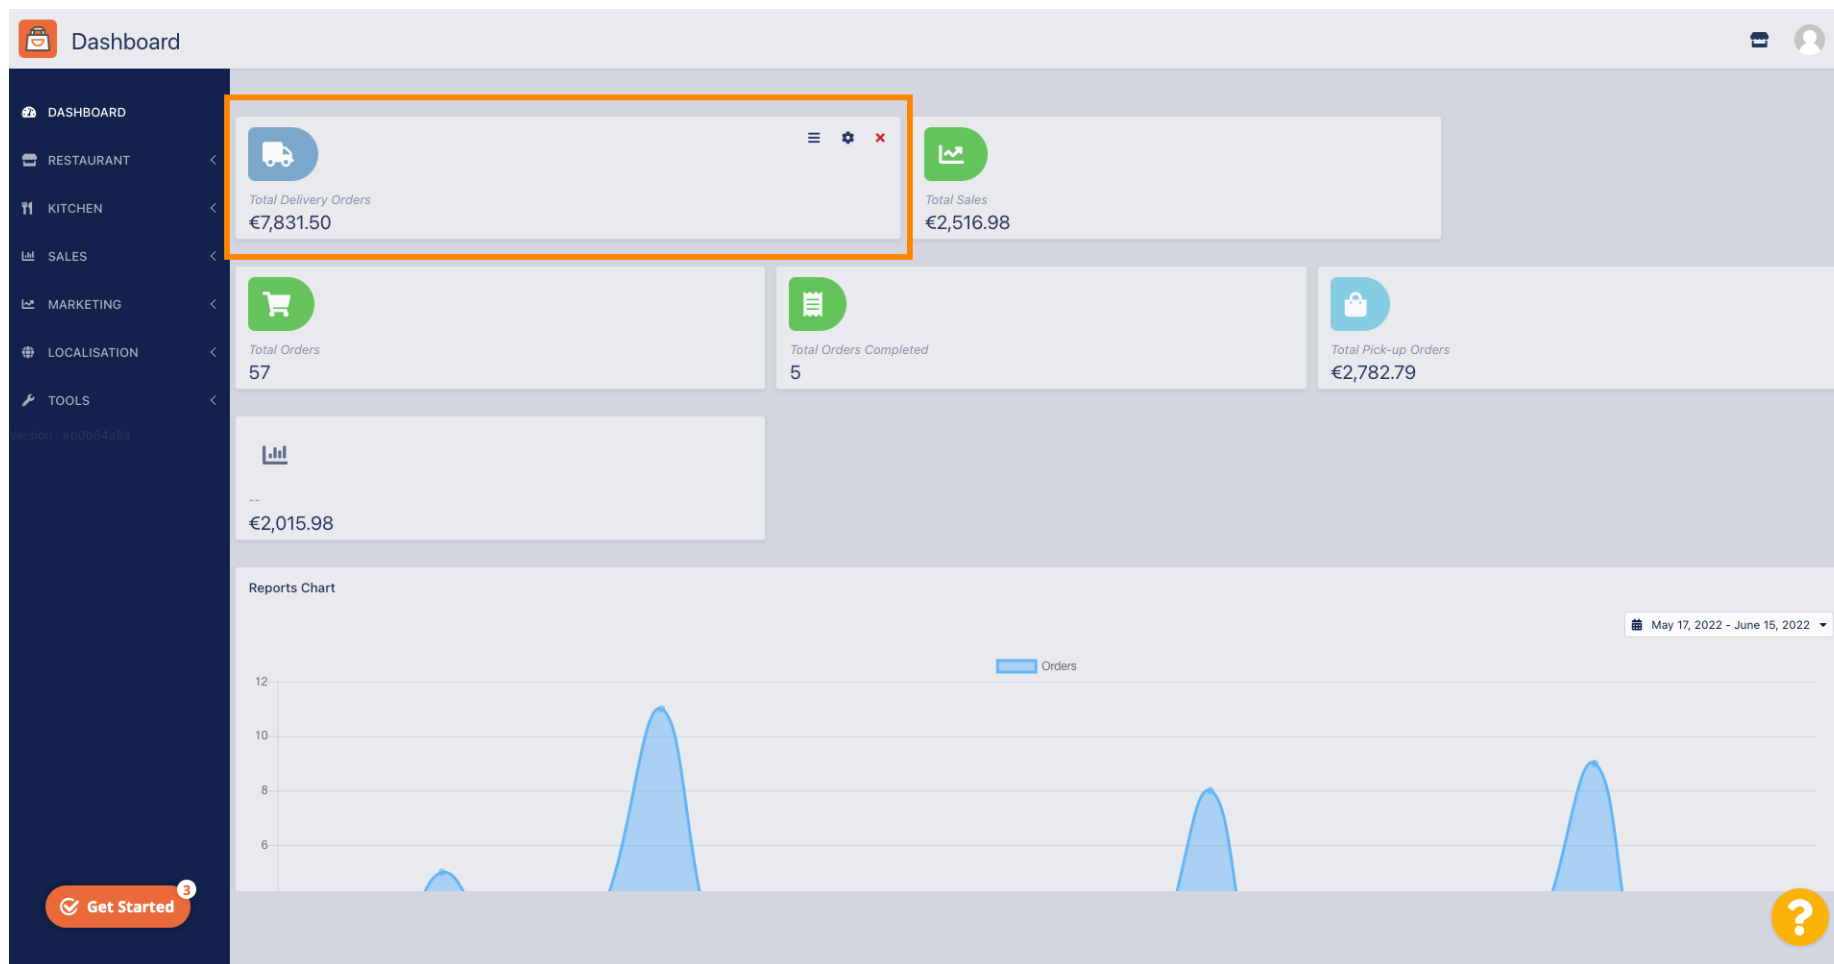 Dashboard
DASHBOARD
RESTAURANT
KITCHEN
SALES
MARKETING
LOCALISATION
TOOLS
Version : eb0b84a8a
Get Started
3
Total Delivery Orders
€7,831.50
Total Sales
€2,516.98
Total Orders
57
Total Orders Completed
5
Total Pick-up Orders
€2,782.79
--
€2,015.98
Reports Chart
May 17, 2022 - June 15, 2022
Orders
12
10
8
6
?